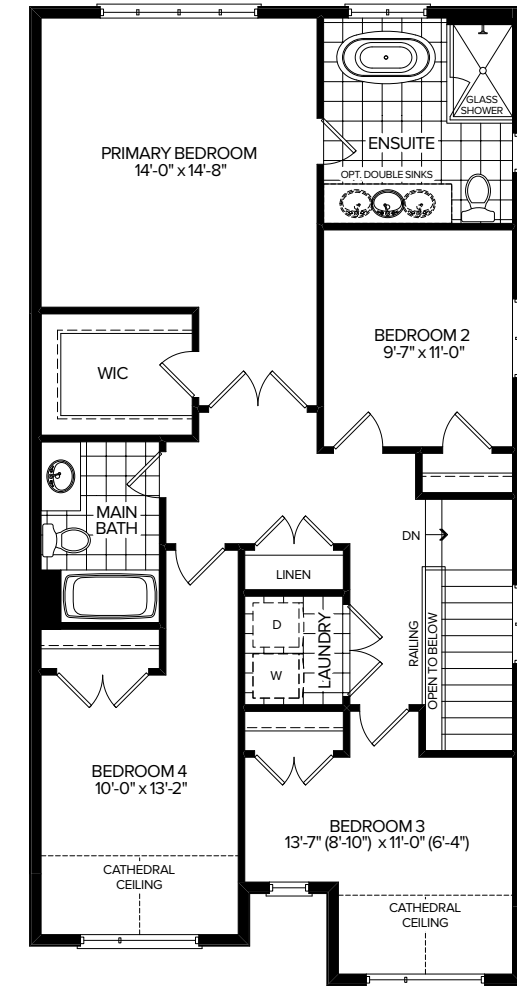 GLASS
SHOWER
ENSUITE
PRIMARY BEDROOM
14'-0" x 14'-8"
OPT. DOUBLE SINKS
BEDROOM 2
9'-7" x 11'-0"
WIC
MAIN
BATH
DN
LINEN
D
W
LAUNDRY
RAILING
OPEN TO BELOW
BEDROOM 4
10'-0" x 13'-2"
BEDROOM 3
13'-7" (8'-10") x 11'-0" (6'-4")
CATHEDRAL
CEILING
CATHEDRAL
CEILING